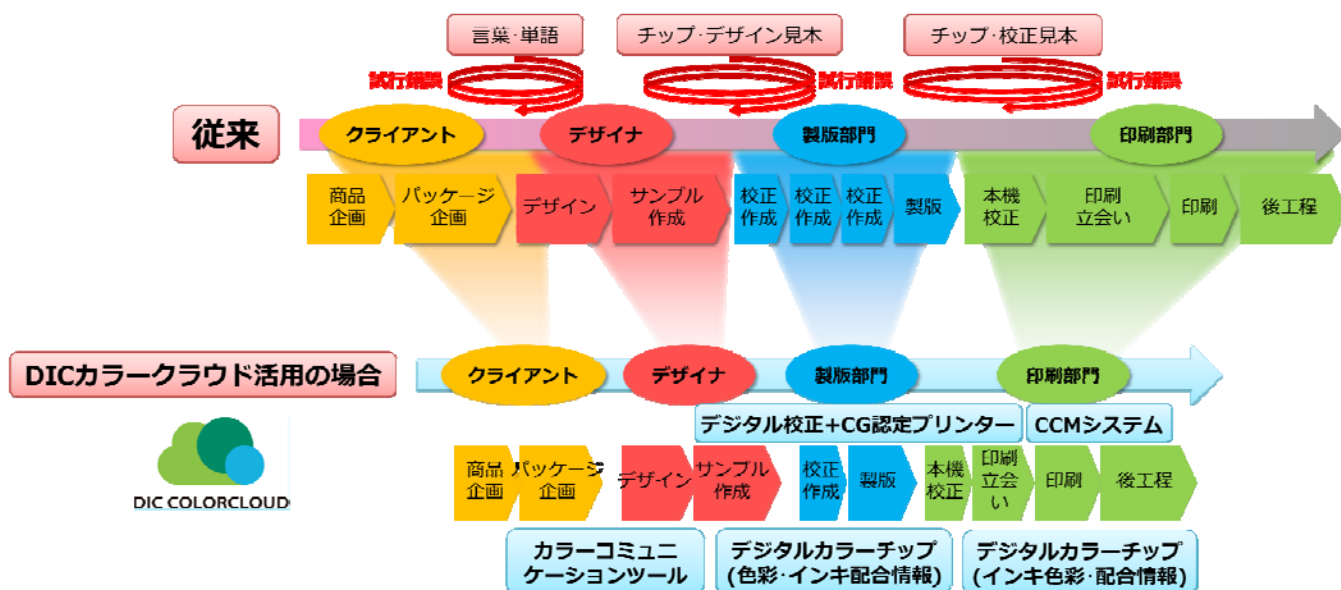 言葉・単語
チップ・デザイン見本
チップ・校正見本
試行錯誤
試行錯誤
試行錯誤
従来
クライアント
デザイナ
製版部門
印刷部門
商品
企画
パッケージ
企画
デザイン
サンプル
作成
校正
作成
校正
作成
校正
作成
製版
本機
校正
印刷
立会い
印刷
後工程
DICカラークラウド活用の場合
クライアント
デザイナ
製版部門
印刷部門
デジタル校正+CG認定プリンター
CCMシステム
DIC COLORCLOUD
商品
企画
パッケージ
企画
デザイン
サンプル
作成
校正
作成
製版
本機
校正
印刷
立会
い
印刷
後工程
カラーコミュニ
ケーションツール
デジタルカラーチップ
(色彩・インキ配合情報)
デジタルカラーチップ
(インキ色彩・配合情報)